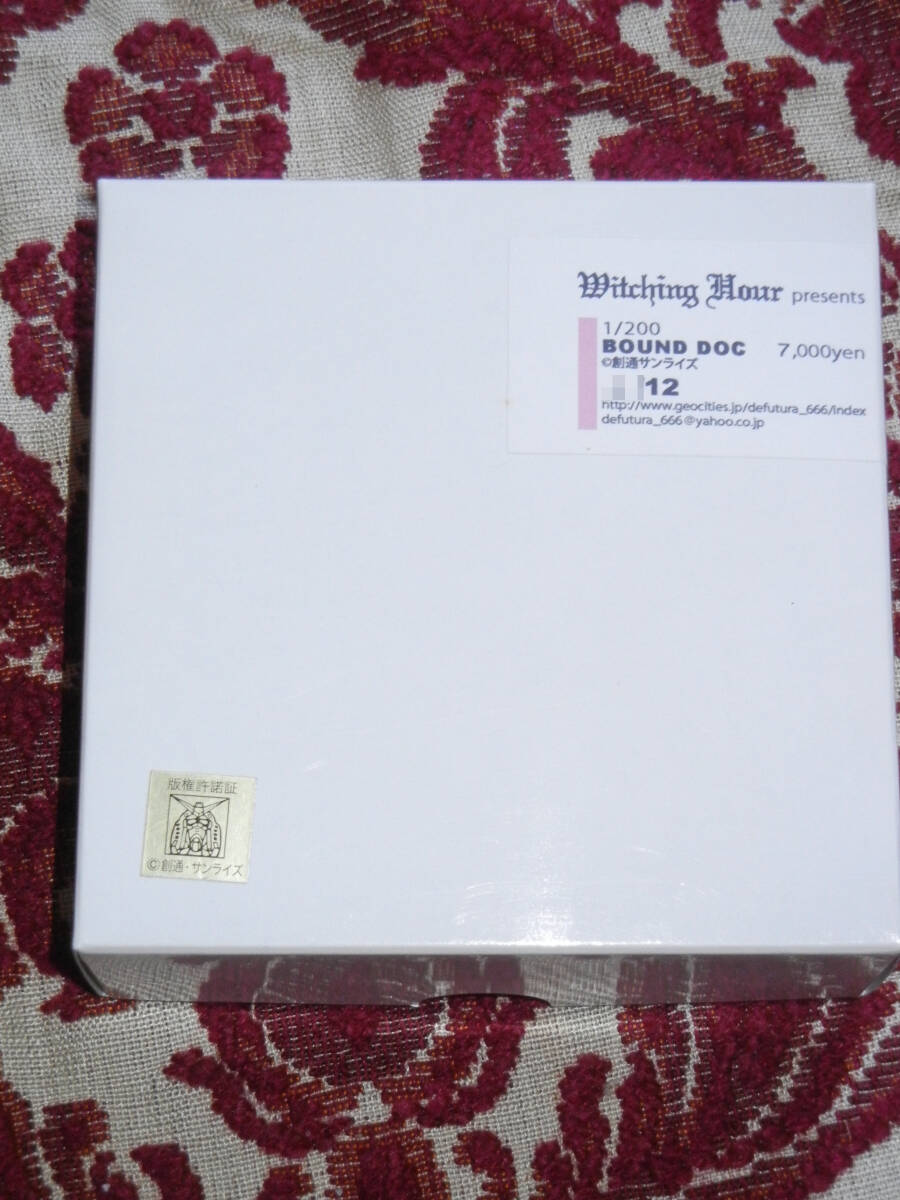 Witching Hour presents
1/200
BOUND DOC 7,000yen
©創通サンライズ
12
http://www.geocities.jp/defutura_666/index
defutura_666@yahoo.co.jp
版権許諾証
©創通・サンライズ